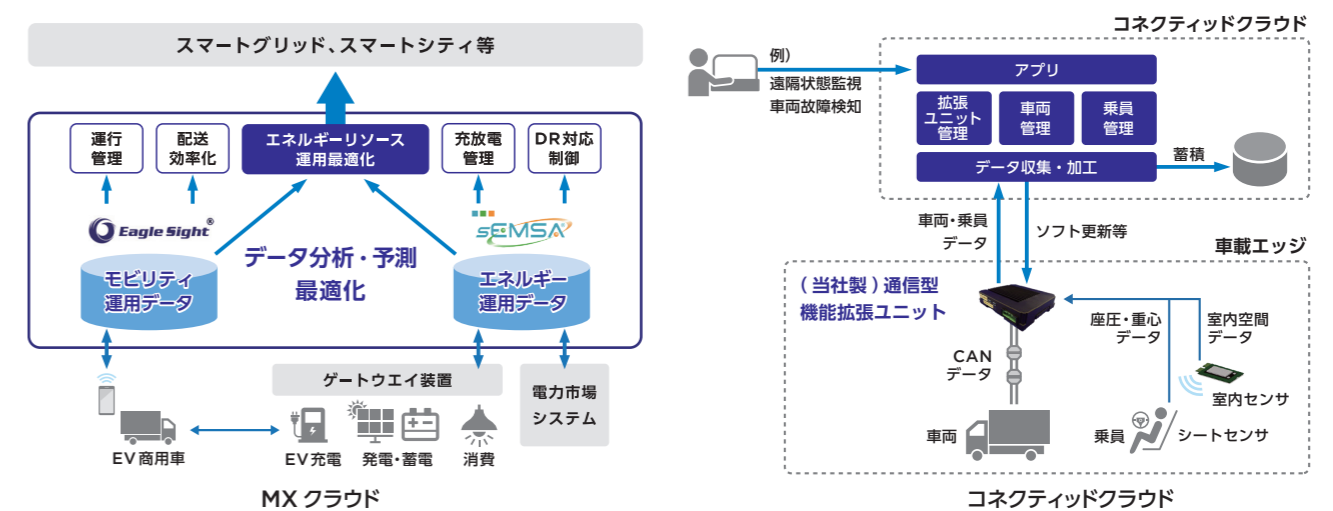 スマートグリッド、スマートシティ等
運行
管理
配送
効率化
エネルギーリソース
運用最適化
充放電
管理
DR対応
制御
Eagle Sight®
sEMSA®
データ分析・予測
最適化
モビリティ
運用データ
エネルギー
運用データ
ゲートウエイ装置
電力市場
システム
EV商用車
EV充電
発電・蓄電
消費
MX クラウド
コネクティッドクラウド
例)
遠隔状態監視
車両故障検知
アプリ
拡張
ユニット
管理
車両
管理
乗員
管理
データ収集・加工
蓄積
車両・乗員
データ
ソフト更新等
車載エッジ
(当社製)通信型
機能拡張ユニット
座圧・重心
データ
室内空間
データ
CAN
データ
室内センサ
車両
乗員
シートセンサ
コネクティッドクラウド